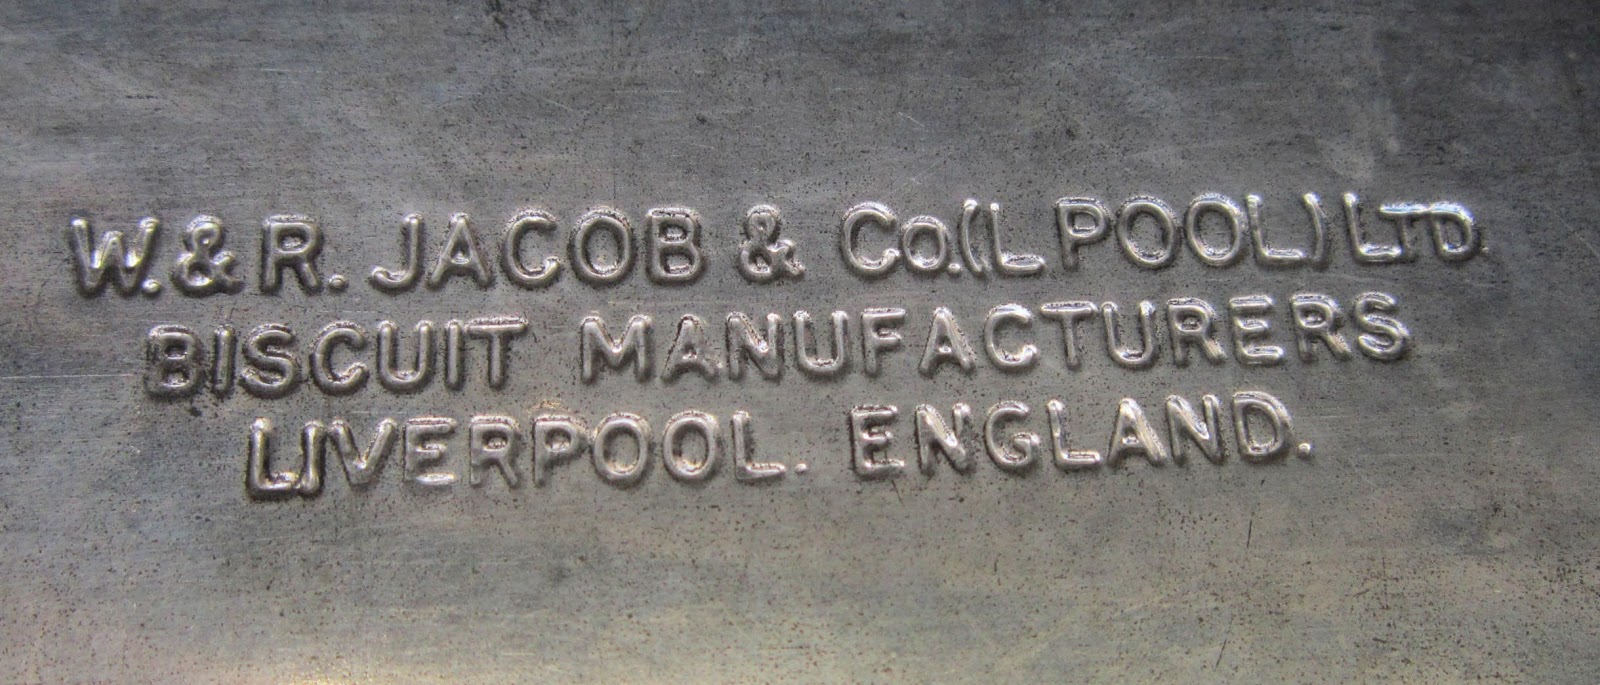 W. & R. JACOB & Co. (L POOL) LTD.
BISCUIT MANUFACTURERS
LIVERPOOL. ENGLAND.